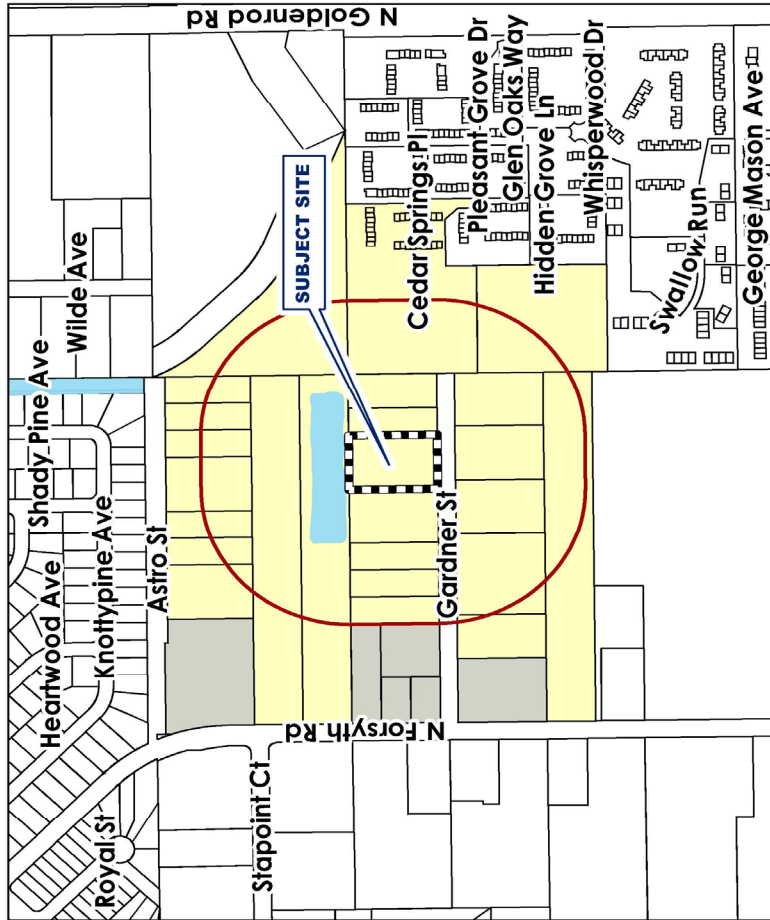 N Goldenrod Rd
SUBJECT SITE
Wilde Ave
Shady Pine Ave
Heartwood Ave
Knottypine Ave
Astro St
Royal St
Stapoint Ct
N Forsyth Rd
Gardner St
Cedar Springs Pl
Pleasant Grove Dr
Glen Oaks Way
Hidden Grove Ln
Whisperwood Dr
Swallow Run
George Mason Ave